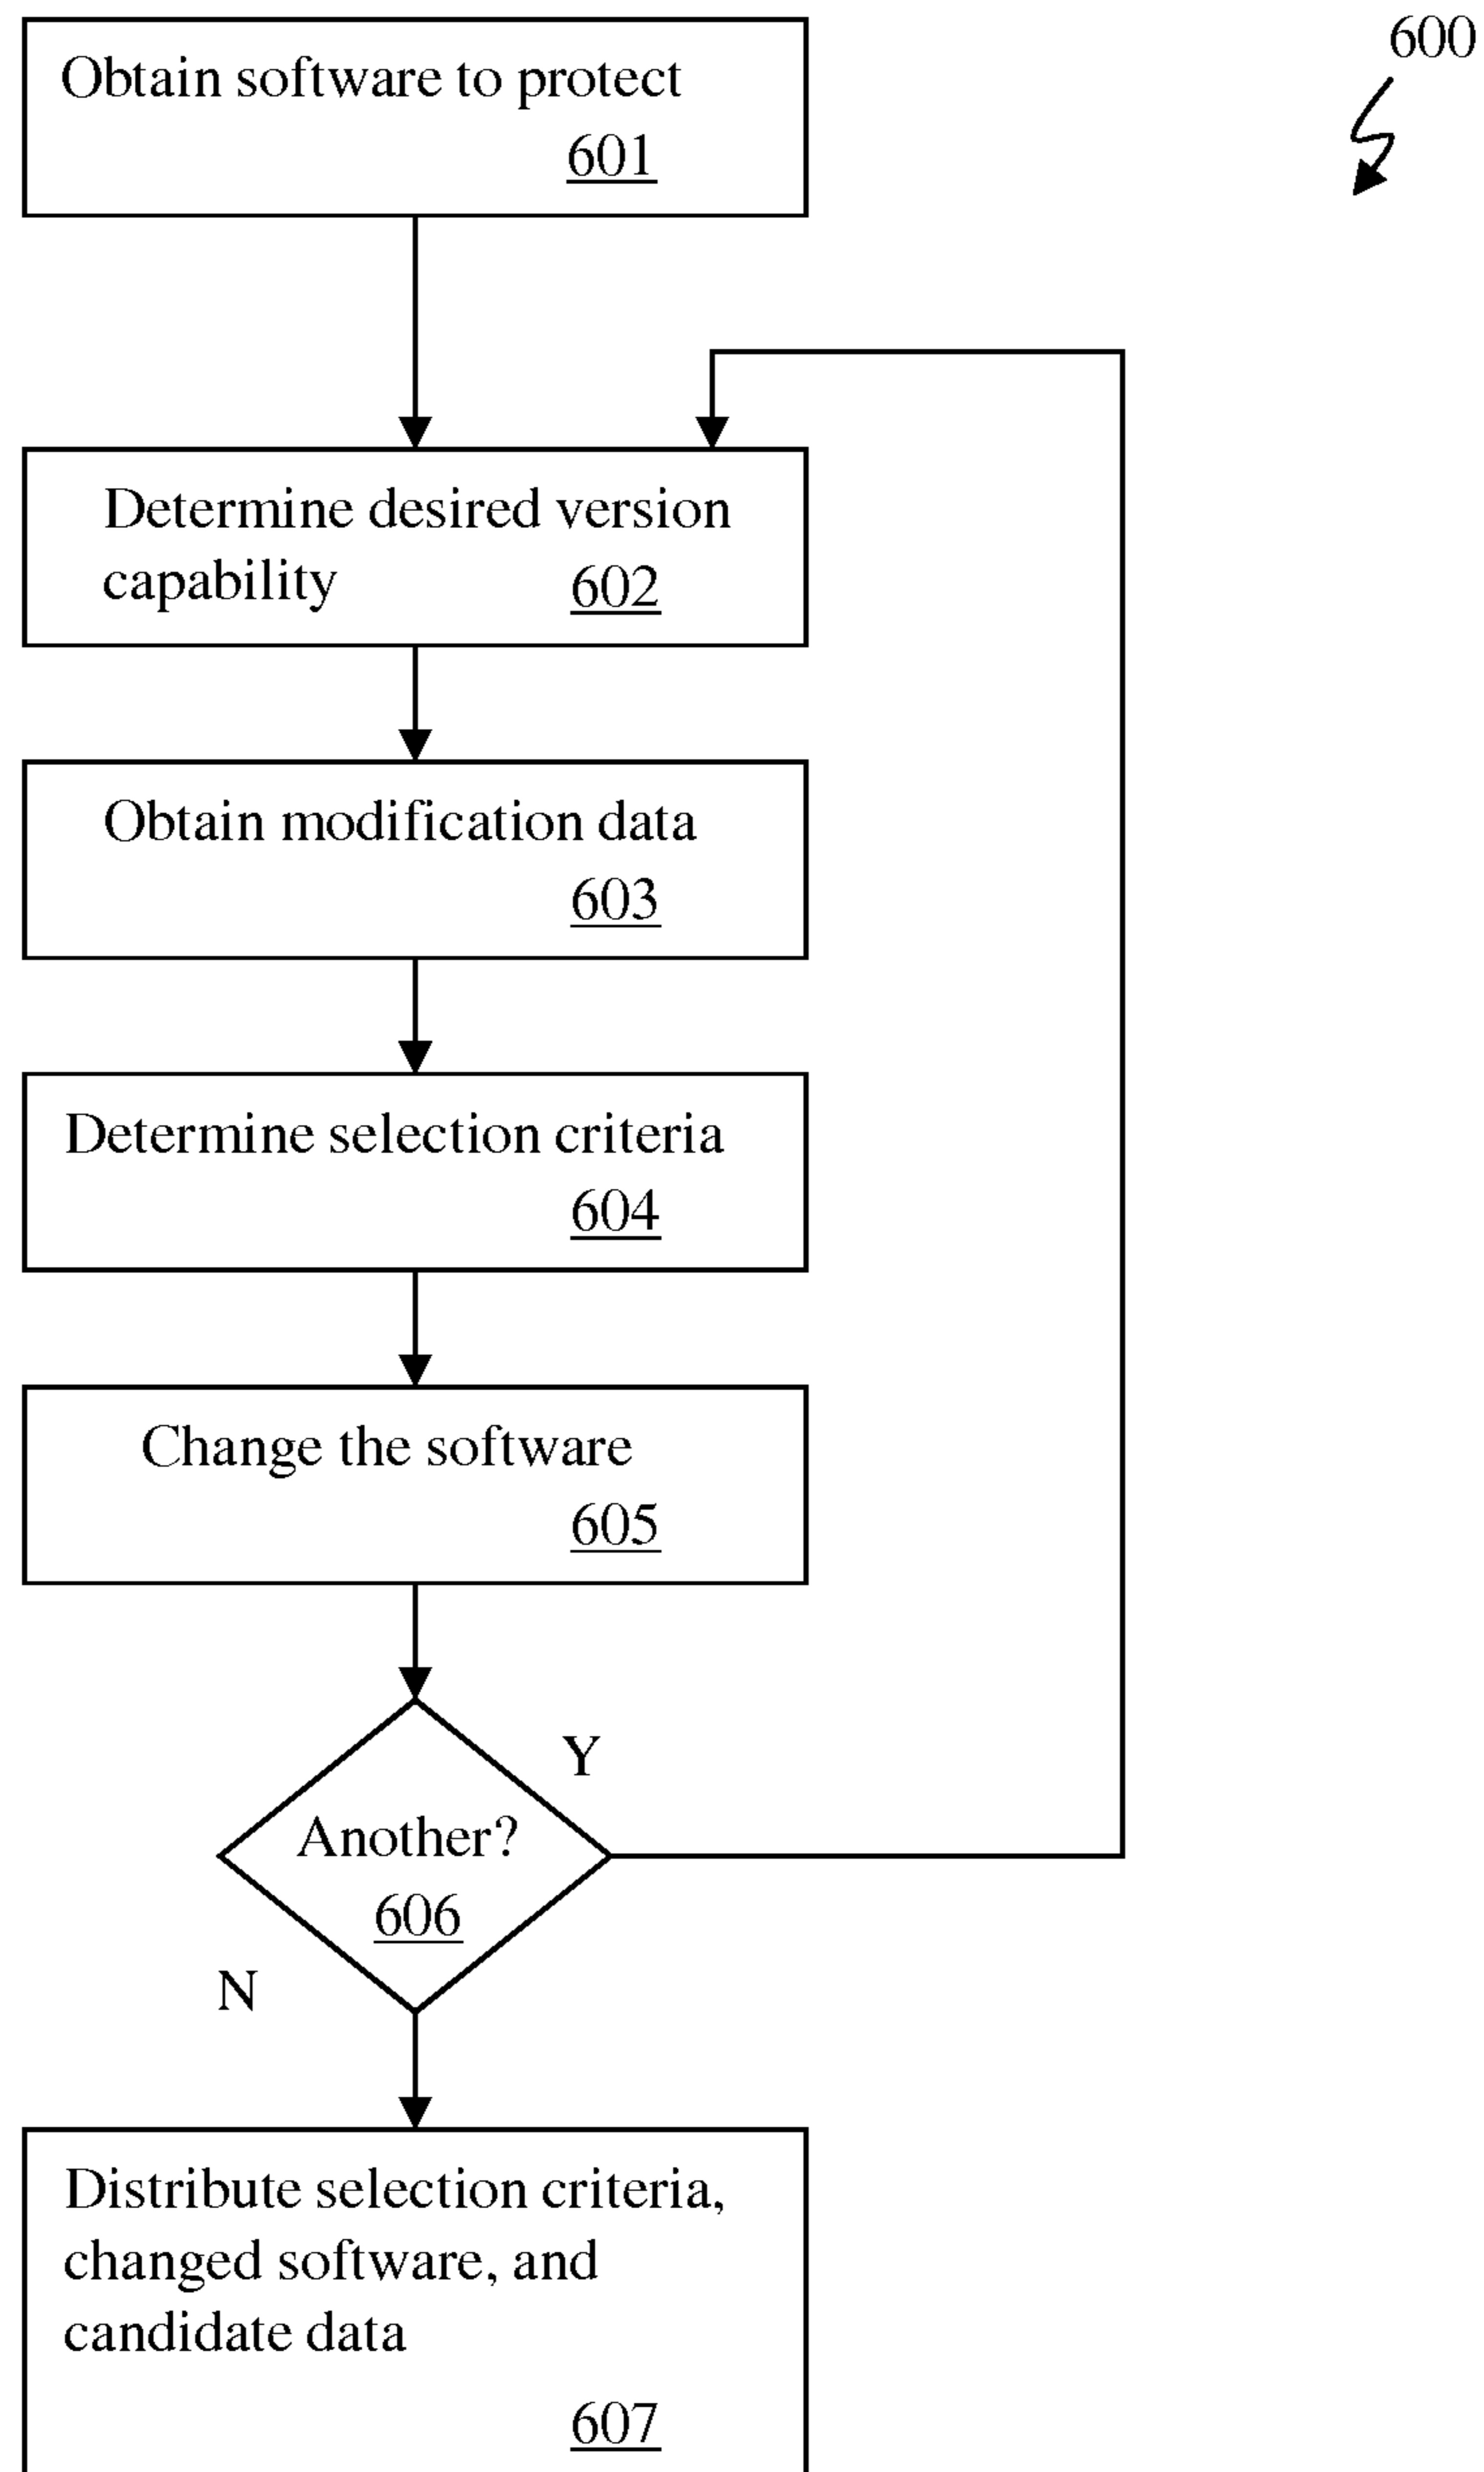 600
Obtain software to protect
601
Determine desired version
capability 602
Obtain modification data
603
Determine selection criteria
604
Change the software
605
Y
Another?
606
N
Distribute selection criteria,
changed software, and
candidate data
607